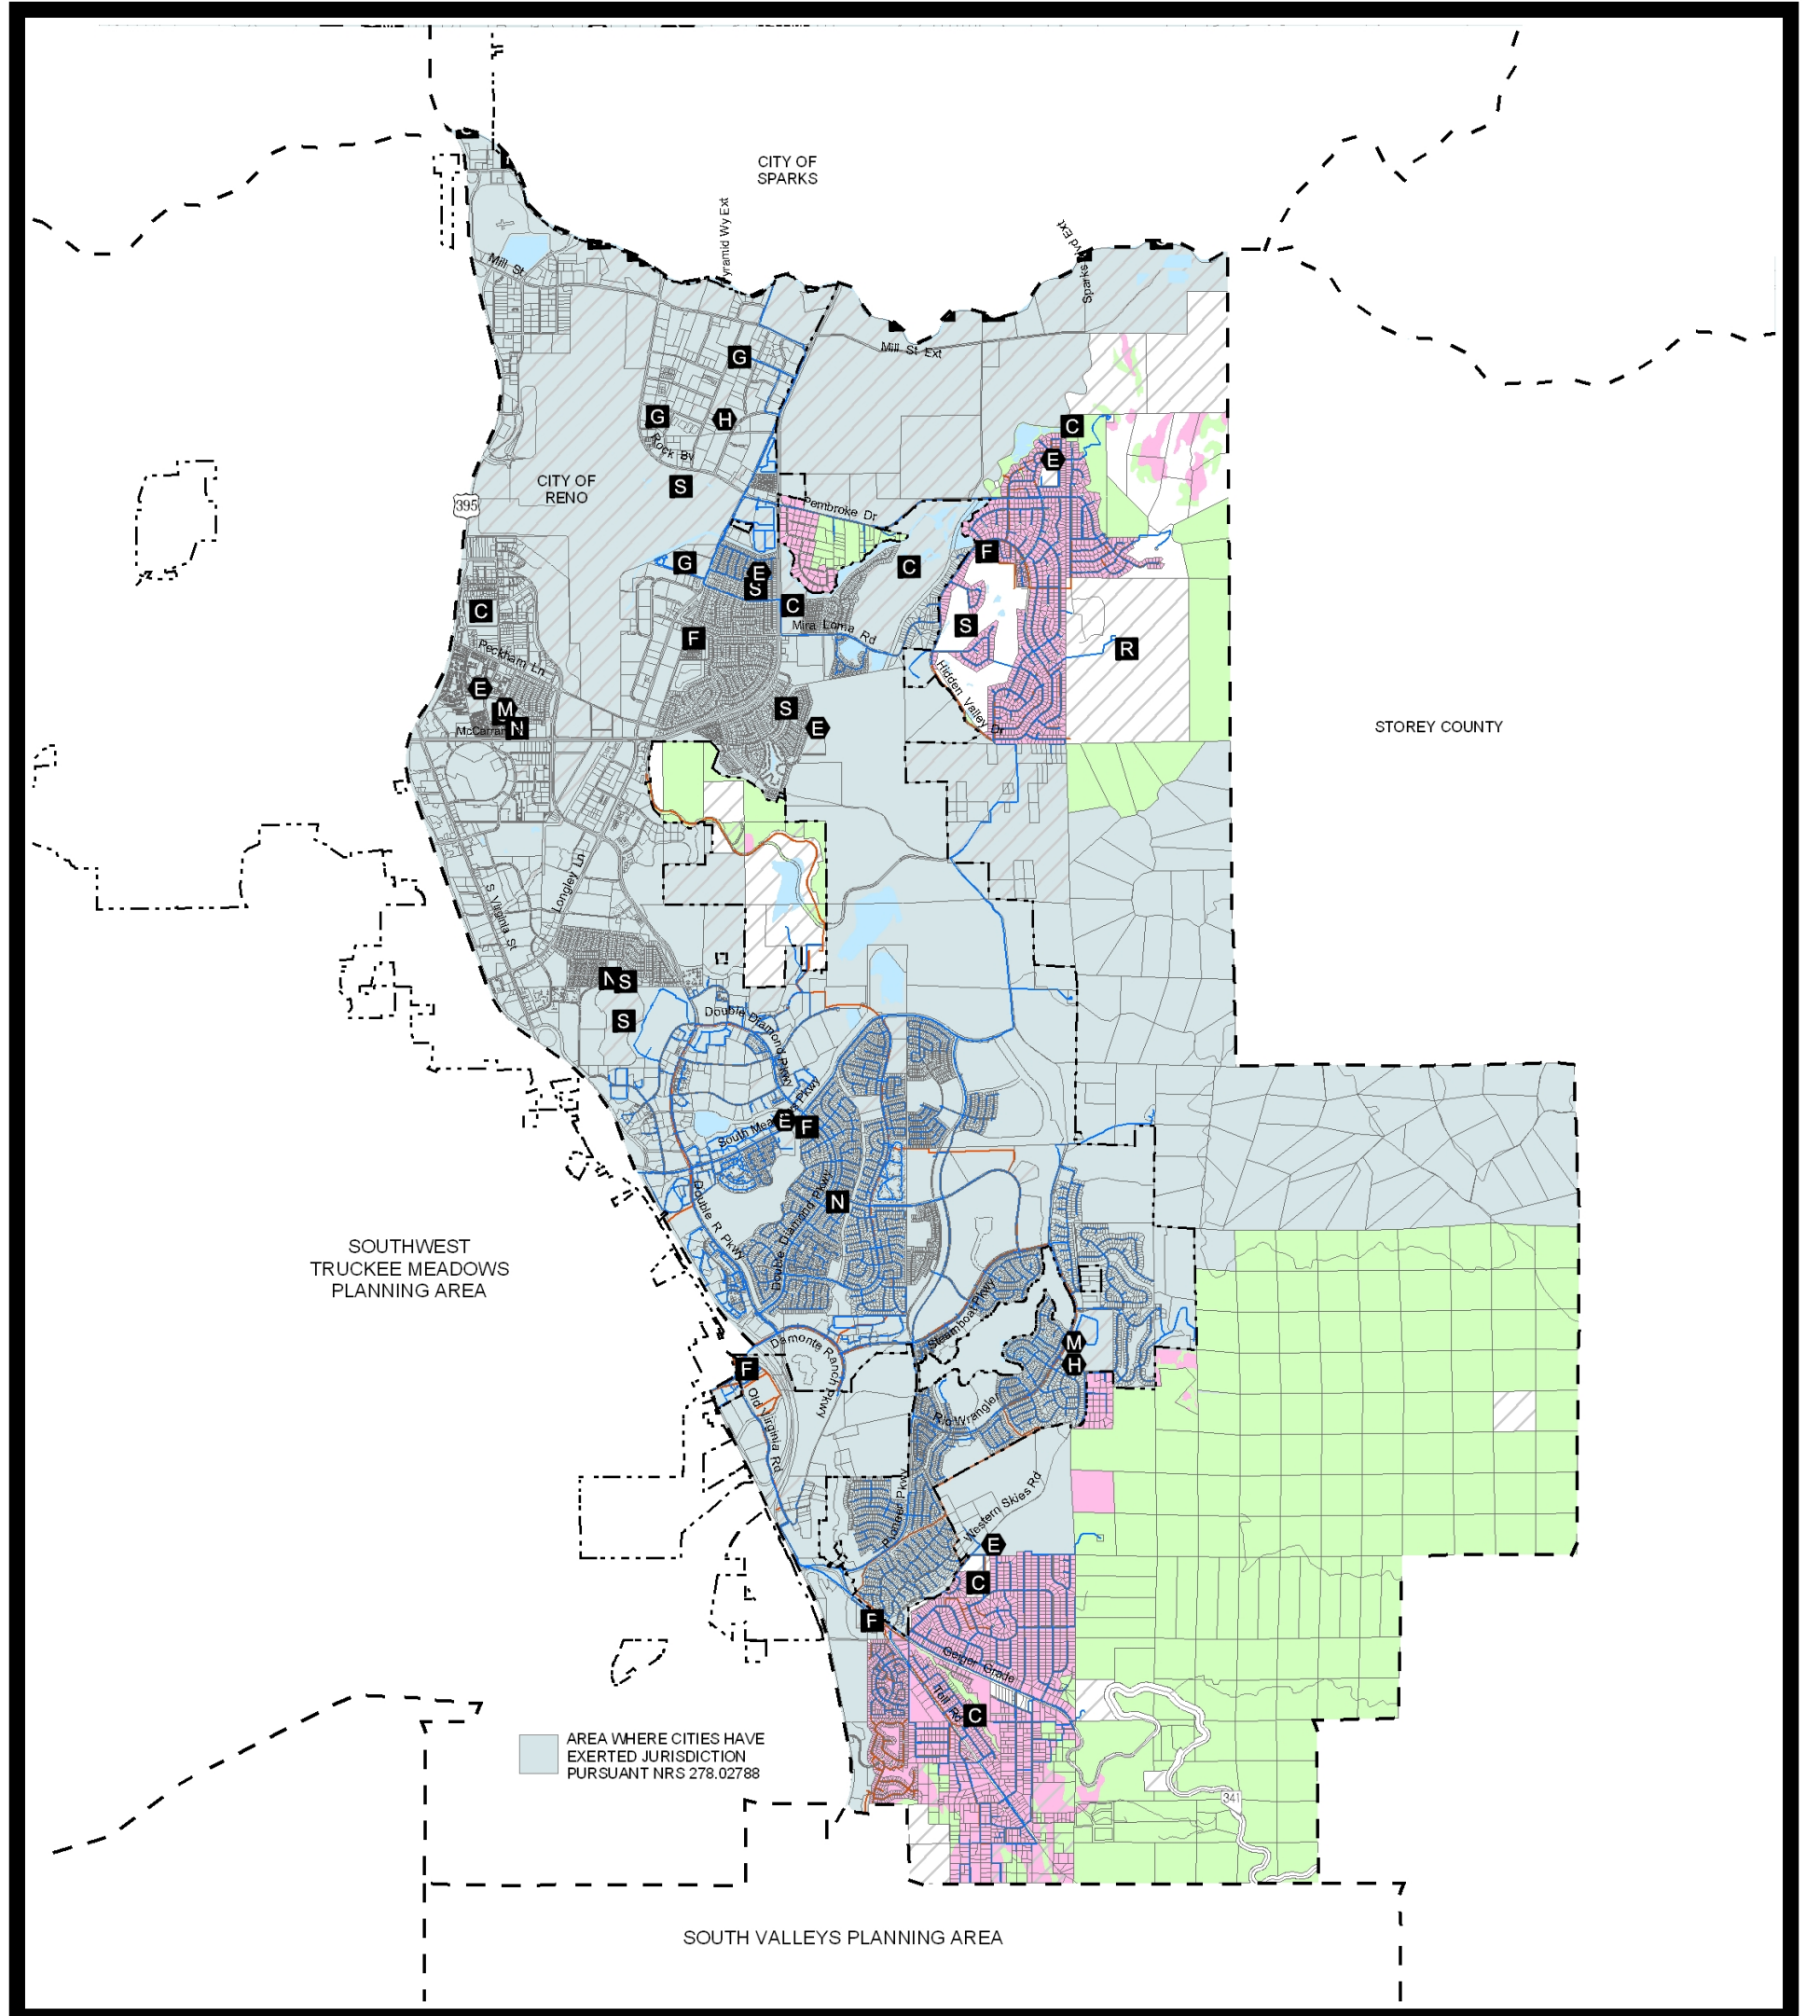 CITY OF
SPARKS
yramid Wy Ext
Sparks
vd Ext
Mill St
Mill St Ext
G
G
H
C
Rock Bv
E
CITY OF
RENO
S
395
Pembroke Dr
F
G
E
S
C
C
C
Mira Loma Rd
S
F
R
Peckham Ln
E
Hidden Valley Dr
M
N
S
E
McCarran
STOREY COUNTY
Longley Ln
S Virginia St
N
S
S
Double Diamond Pkwy
Pkwy
E
F
South Mea
N
Double R Pkwy
Double Diamond Pkwy
SOUTHWEST
TRUCKEE MEADOWS
PLANNING AREA
Steamboat Pkwy
M
H
Damonte Ranch Pkwy
F
Old Virginia Rd
Rio Wrangler
Pioneer Pkwy
Western Skies Rd
E
C
F
Geiger Grade
Toll Rd
C
AREA WHERE CITIES HAVE
EXERTED JURISDICTION
PURSUANT NRS 278.02788
341
SOUTH VALLEYS PLANNING AREA